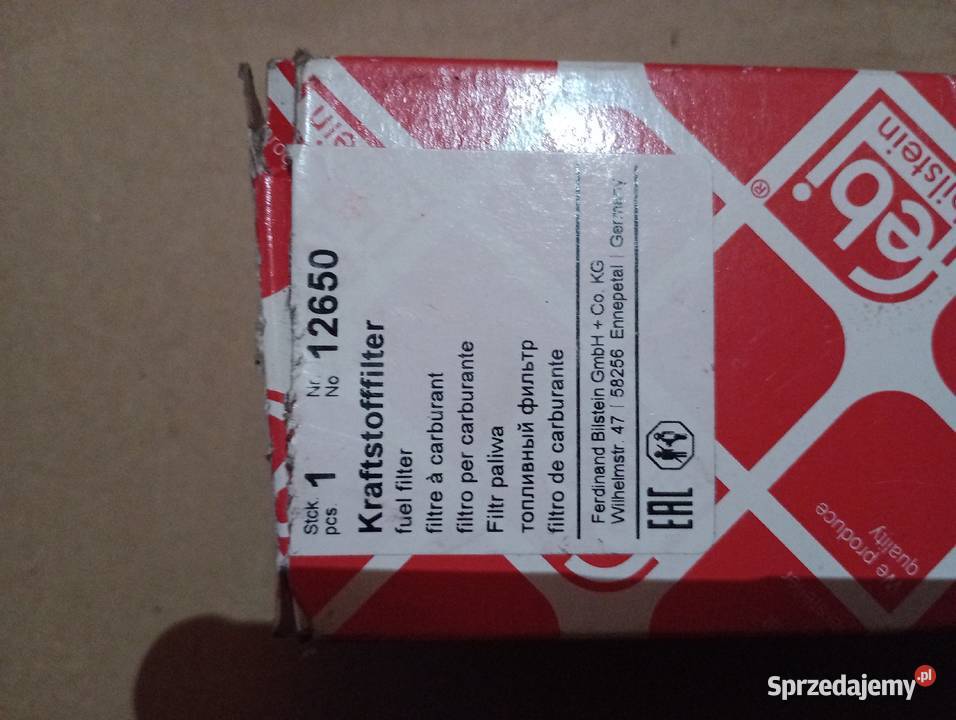 Stck. 1 Nr. 12650
pcs. No
Kraftstofffilter
fuel filter
filtre à carburant
filtro per carburante
Filtr paliwa
топливный фильтр
filtro de carburante
Ferdinand Bilstein GmbH + Co. KG
Wilhelmstr. 47 | 58256 Ennepetal | Germany
EAC
febi
bilstein
®
We produce
quality
Sprzedajemy.pl